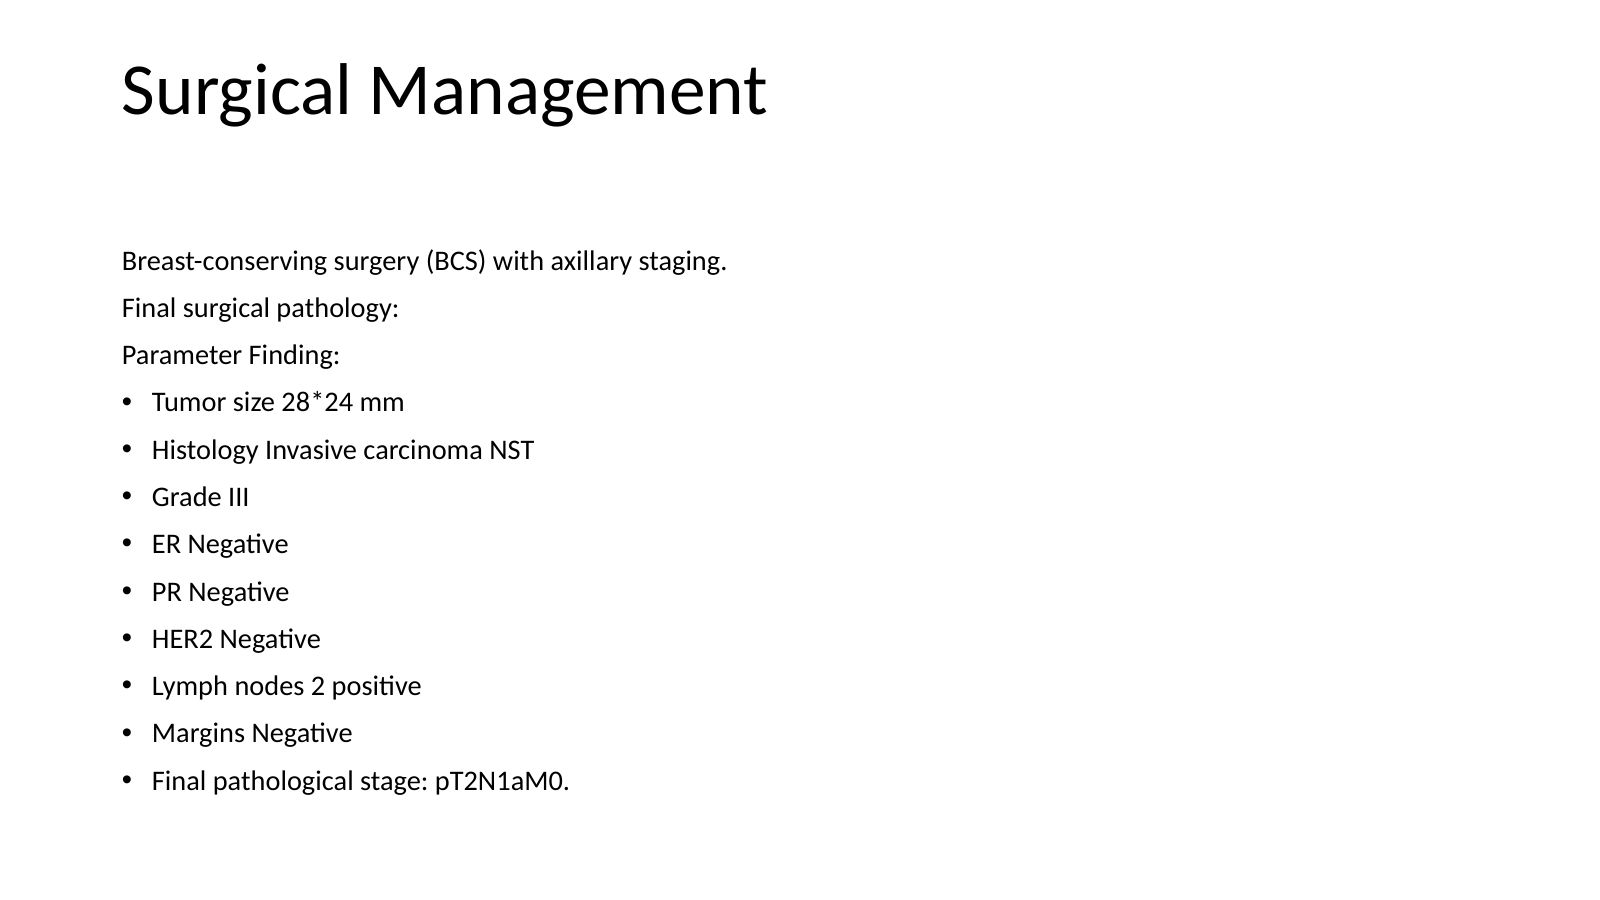 Surgical Management
Breast-conserving surgery (BCS) with axillary staging.
Final surgical pathology:
Parameter Finding:
• Tumor size 28*24 mm
• Histology Invasive carcinoma NST
• Grade III
• ER Negative
• PR Negative
• HER2 Negative
• Lymph nodes 2 positive
• Margins Negative
• Final pathological stage: pT2N1aM0.